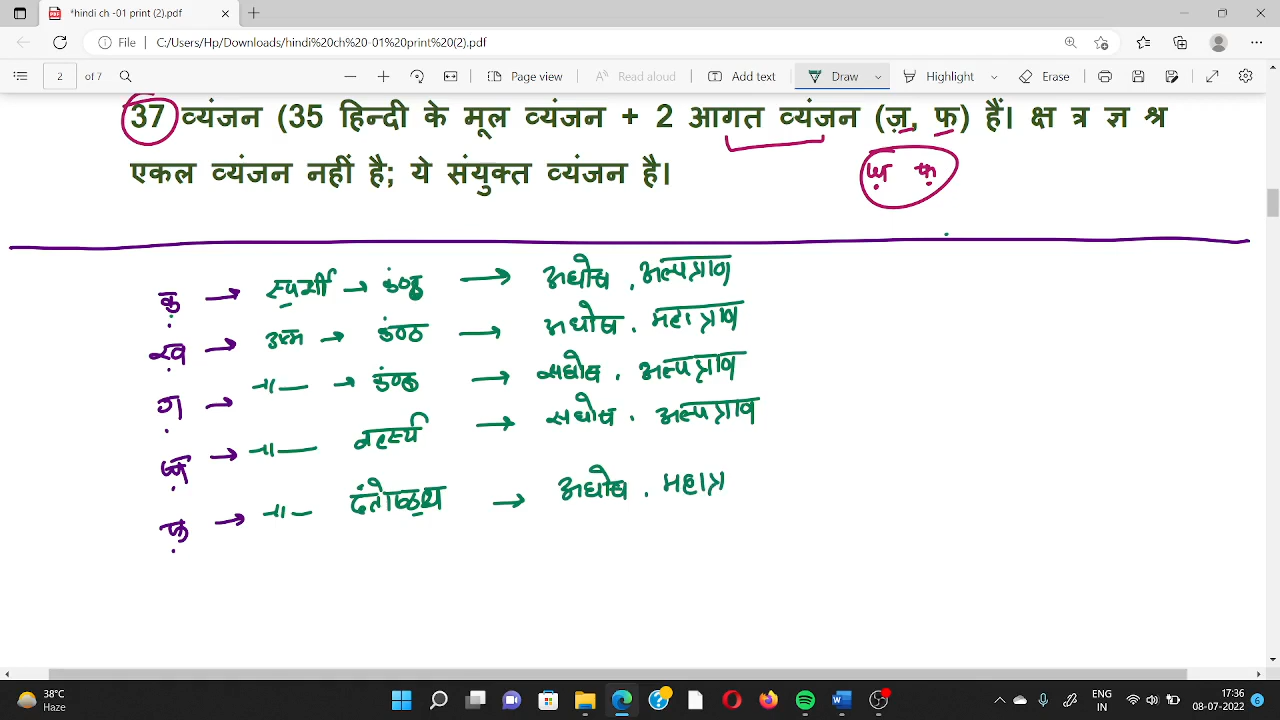 *hindi ch -01 print (2).pdf
File C:/Users/Hp/Downloads/hindi%20ch%20-01%20print%20(2).pdf
2 of 7 Page view Read aloud Add text Draw Highlight Erase
37 व्यंजन (35 हिन्दी के मूल व्यंजन + 2 आगत व्यंजन (ज़, फ़) हैं। क्ष त्र ज्ञ श्र
एकल व्यंजन नहीं है; ये संयुक्त व्यंजन है।
ज़ फ़
क़ → स्पर्शी → कंण्ठ → अघोष, अल्पप्राण
ख़ → उष्म → कंण्ठ → अघोष, महाप्राण
ग़ → -॥- → कंण्ठ → सघोष, अल्पप्राण
ज़ → -॥- वर्त्स्य → सघोष, अल्पप्राण
फ़ → -॥- दंतोष्ठ्य → अघोष, महाप्र
38°C
Haze
ENG
IN
17:36
08-07-2022
6